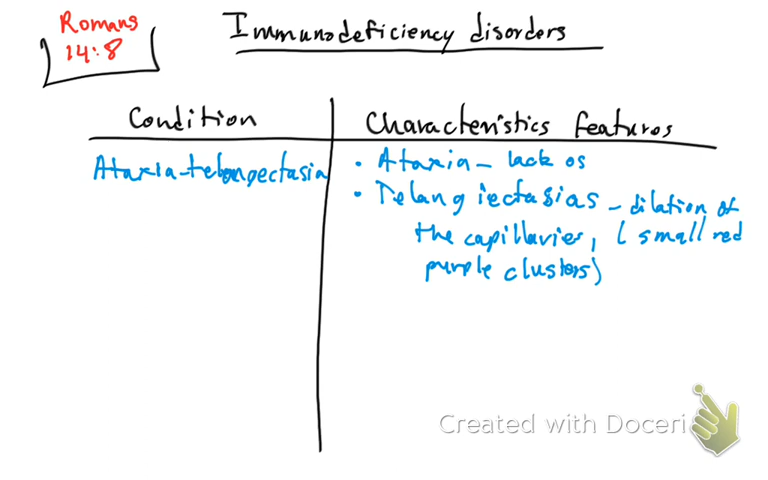 Romans
14:8
Immunodeficiency disorders
Condition
Characteristics features
Ataxia-telangectasia
• Ataxia - lack os
• Telangiectasias - dilation of
the capillaries, ( small red
purple clusters)
Created with Doceri